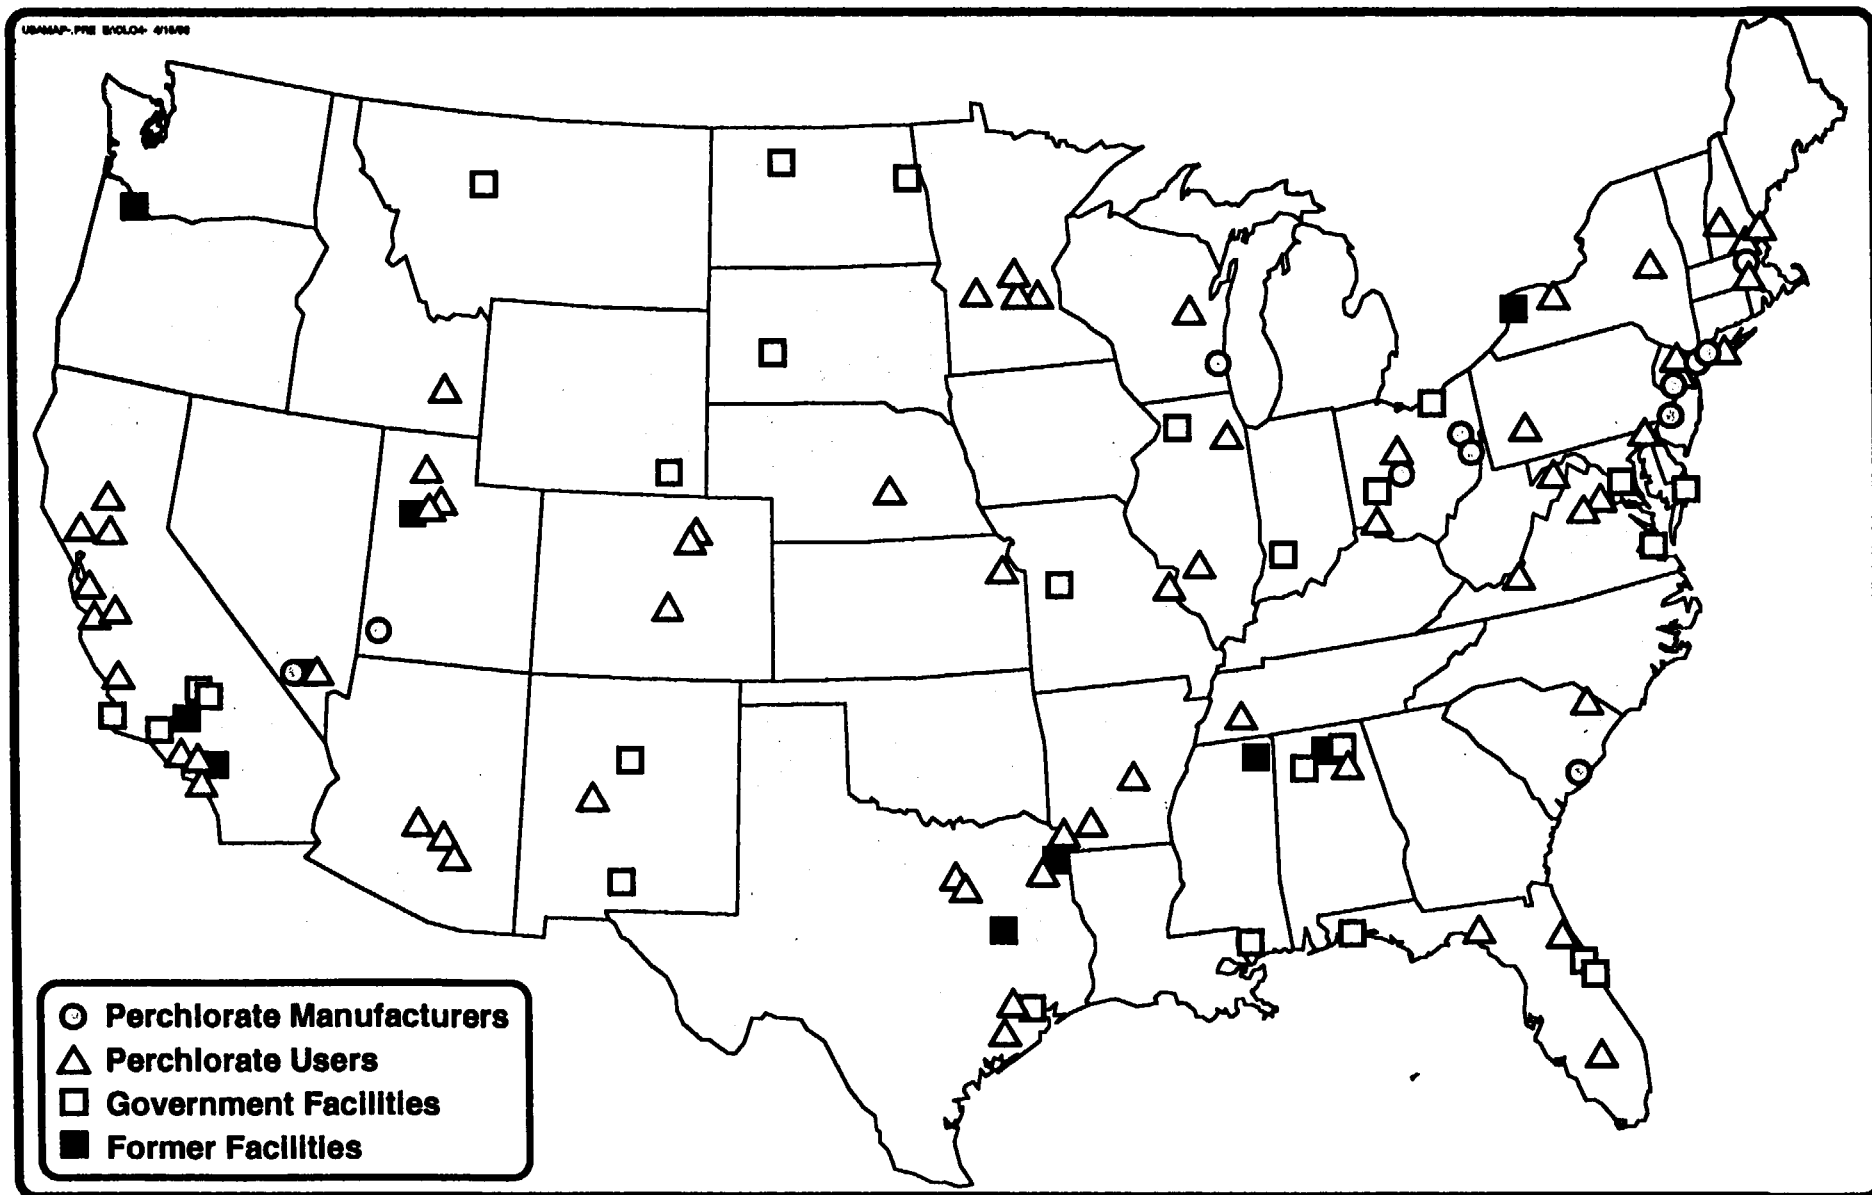 Perchlorate Manufacturers
Perchlorate Users
Government Facilities
Former Facilities